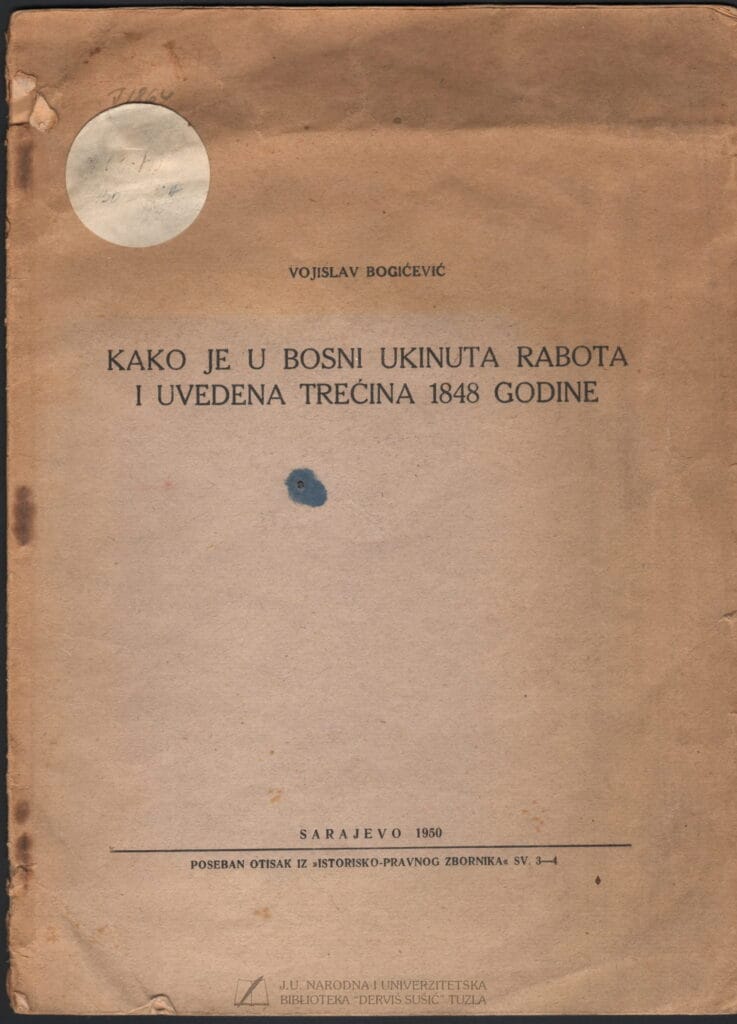 VOJISLAV BOGIĆEVIĆ
KAKO JE U BOSNI UKINUTA RABOTA
I UVEDENA TREĆINA 1848 GODINE
SARAJEVO 1950
POSEBAN OTISAK IZ »ISTORISKO-PRAVNOG ZBORNIKA« SV. 3—4
J.U. NARODNA I UNIVERZITETSKA
BIBLIOTEKA "DERVIŠ SUŠIĆ" TUZLA